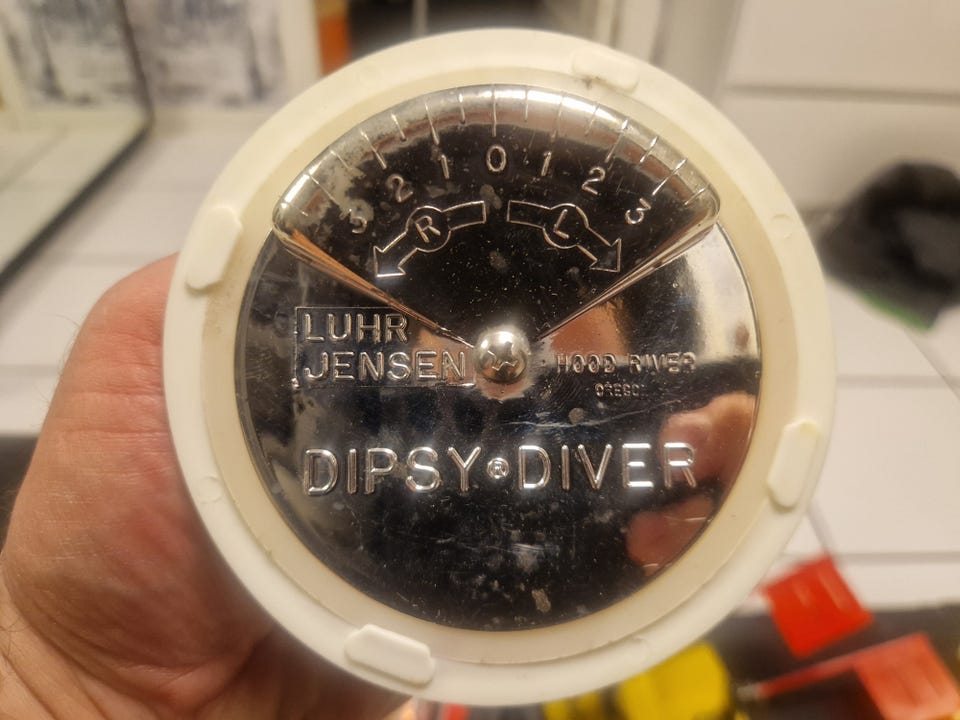 3 2 1 0 1 2 3
R L
LUHR
JENSEN
HOOD RIVER
DIPSY® DIVER